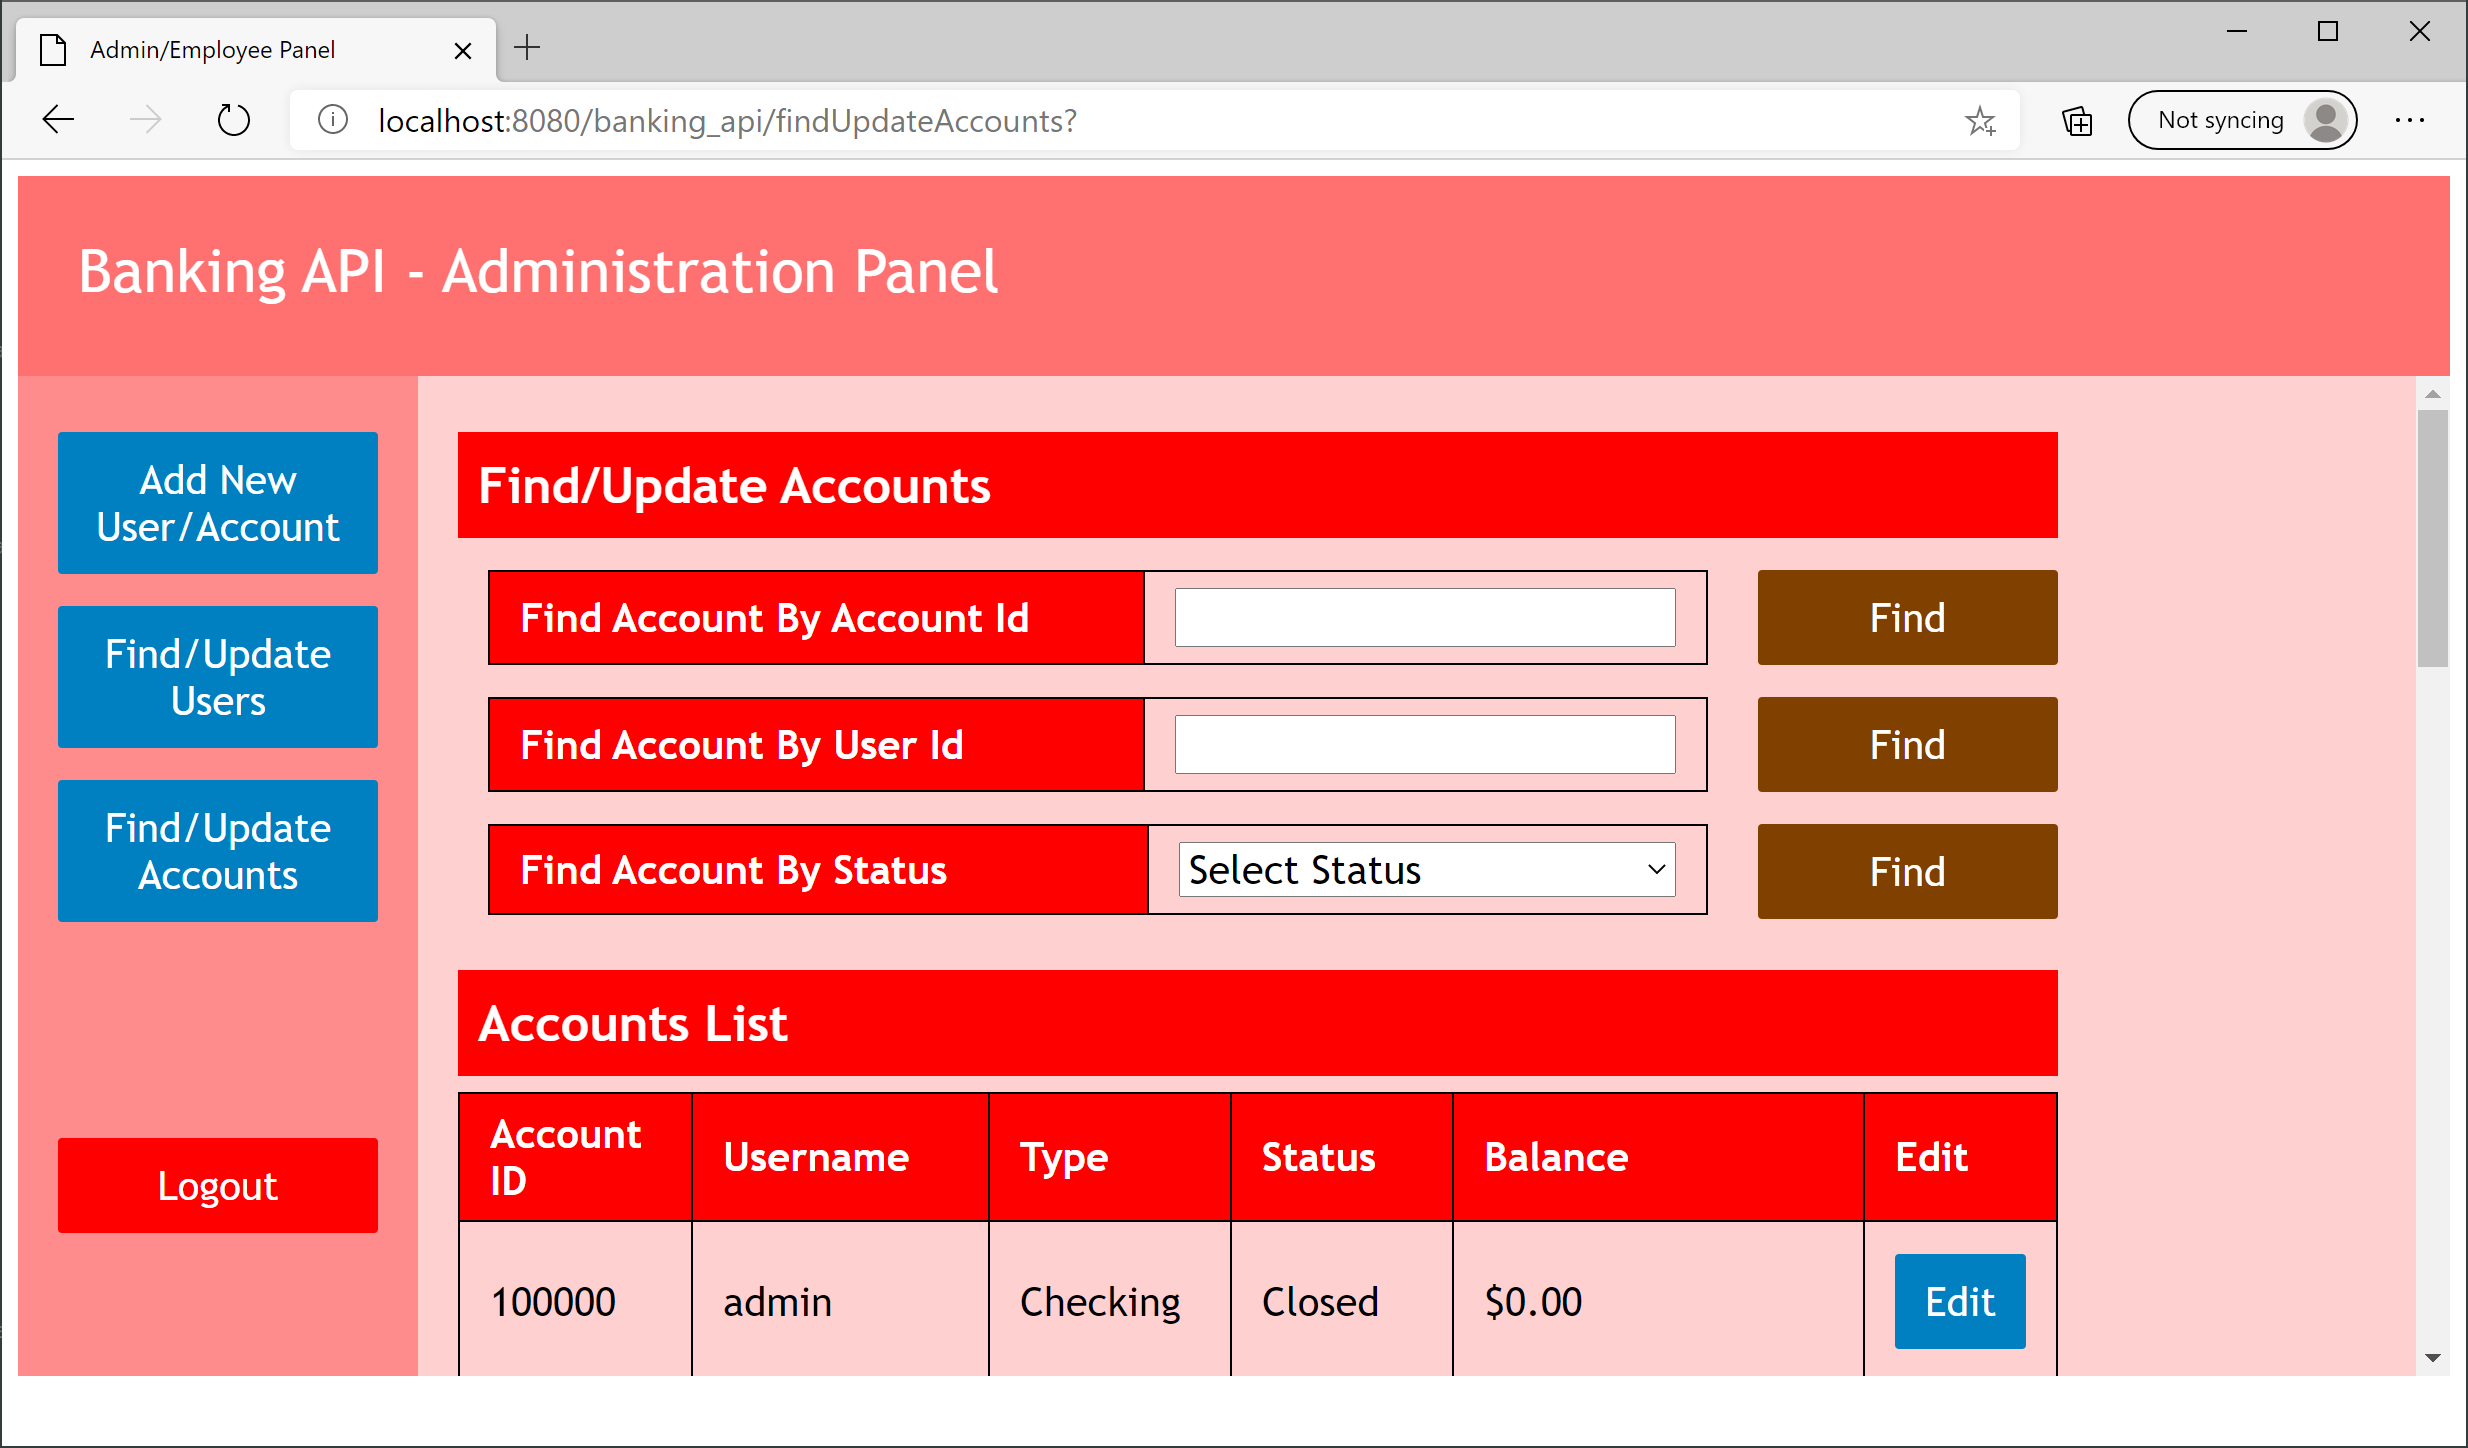 Admin/Employee Panel
localhost:8080/banking_api/findUpdateAccounts?
Not syncing
Banking API - Administration Panel
Add New
User/Account
Find/Update
Users
Find/Update
Accounts
Logout
Find/Update Accounts
Find Account By Account Id
Find
Find Account By User Id
Find
Find Account By Status
Select Status
Find
Accounts List
Account
ID
Username
Type
Status
Balance
Edit
100000
admin
Checking
Closed
$0.00
Edit